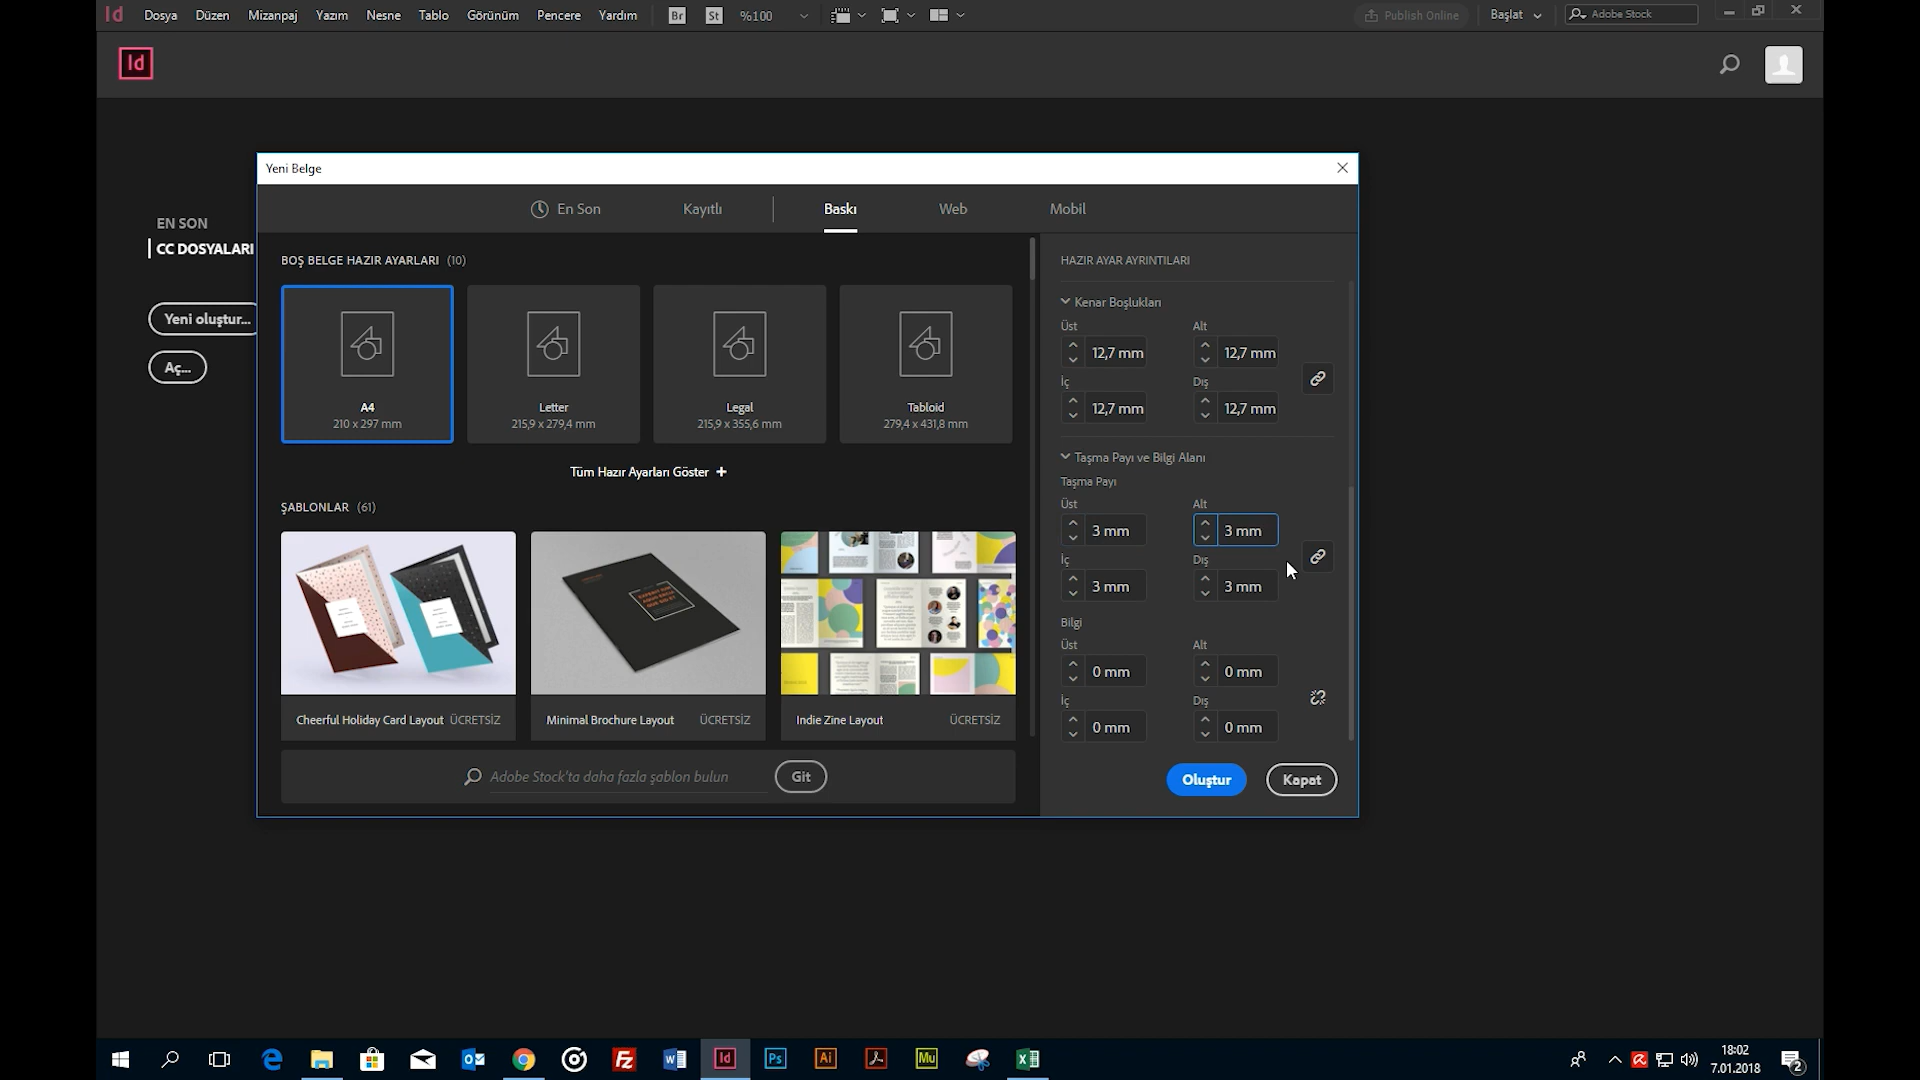 Id Dosya Düzen Mizanpaj Yazım Nesne Tablo Görünüm Pencere Yardım Br St %100 Publish Online Başlat Adobe Stock
Id
EN SON
CC DOSYALARI
Yeni oluştur...
Aç...
Yeni Belge
En Son Kayıtlı Baskı Web Mobil
BOŞ BELGE HAZIR AYARLARI (10)
A4
210 x 297 mm
Letter
215,9 x 279,4 mm
Legal
215,9 x 355,6 mm
Tabloid
279,4 x 431,8 mm
Tüm Hazır Ayarları Göster +
ŞABLONLAR (61)
Cheerful Holiday Card Layout ÜCRETSİZ
Minimal Brochure Layout ÜCRETSİZ
Indie Zine Layout ÜCRETSİZ
Adobe Stock'ta daha fazla şablon bulun Git
HAZIR AYAR AYRINTILARI
Kenar Boşlukları
Üst Alt
12,7 mm 12,7 mm
İç Dış
12,7 mm 12,7 mm
Taşma Payı ve Bilgi Alanı
Taşma Payı
Üst Alt
3 mm 3 mm
İç Dış
3 mm 3 mm
Bilgi
Üst Alt
0 mm 0 mm
İç Dış
0 mm 0 mm
Oluştur Kapat
Id Ps Ai Mu
18:02
7.01.2018
2